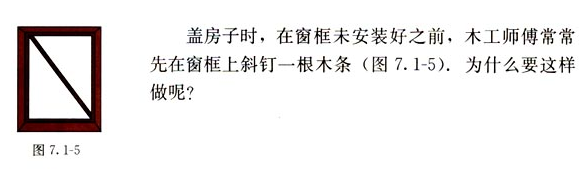 盖房子时，在窗框未安装好之前，木工师傅常常
先在窗框上斜钉一根木条（图 7.1-5）. 为什么要这样
做呢？
图 7.1-5